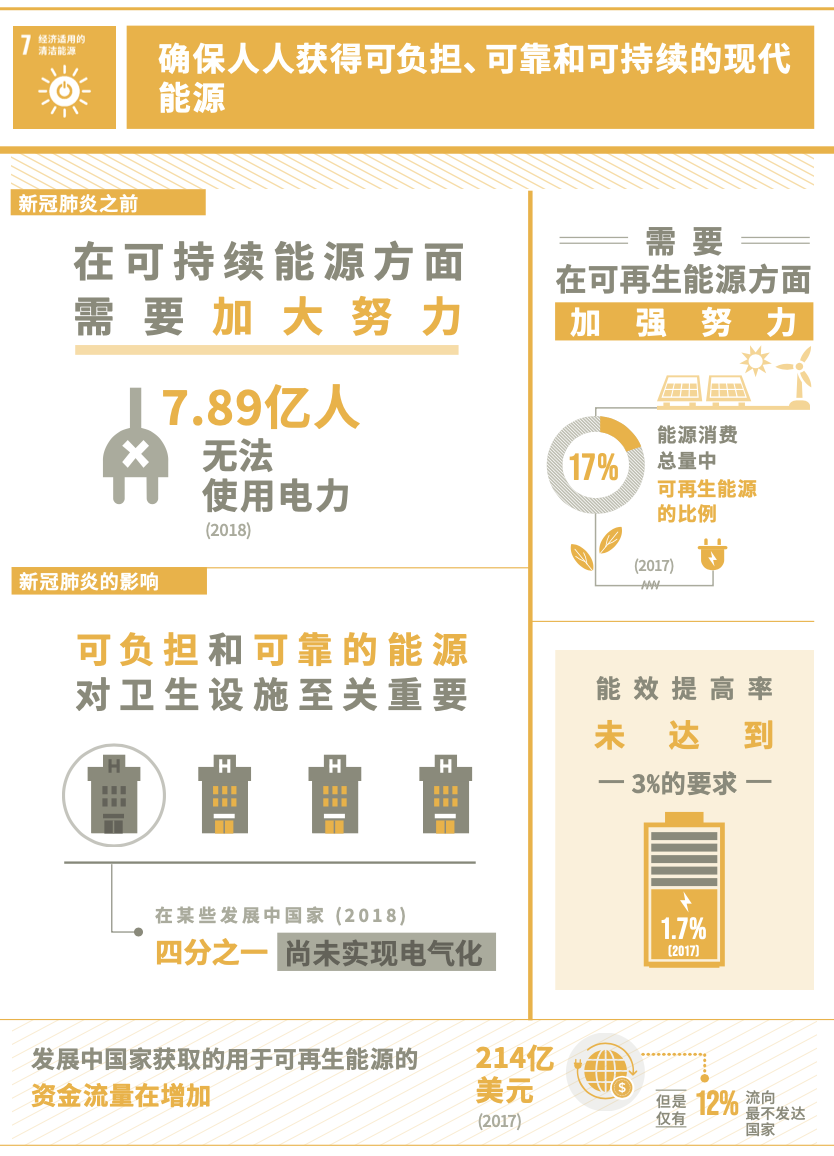 7 经济适用的
清洁能源
确保人人获得可负担、可靠和可持续的现代
能源
新冠肺炎之前
在可持续能源方面
需要加大努力
7.89亿人
无法
使用电力
(2018)
需要
在可再生能源方面
加强努力
17%
能源消费
总量中
可再生能源
的比例
(2017)
新冠肺炎的影响
可负担和可靠的能源
对卫生设施至关重要
H
H
H
H
在某些发展中国家 (2018)
四分之一 尚未实现电气化
能效提高率
未达到
3%的要求
1.7%
(2017)
发展中国家获取的用于可再生能源的
资金流量在增加
214亿
美元
(2017)
$
但是
仅有
12%
流向
最不发达
国家